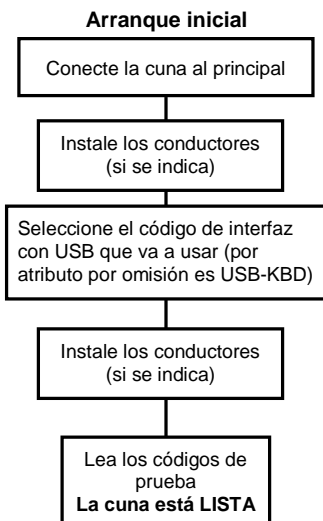 Arranque inicial
Conecte la cuna al principal
Instale los conductores
(si se indica)
Seleccione el código de interfaz
con USB que va a usar (por
atributo por omisión es USB-KBD)
Instale los conductores
(si se indica)
Lea los códigos de
prueba
La cuna está LISTA